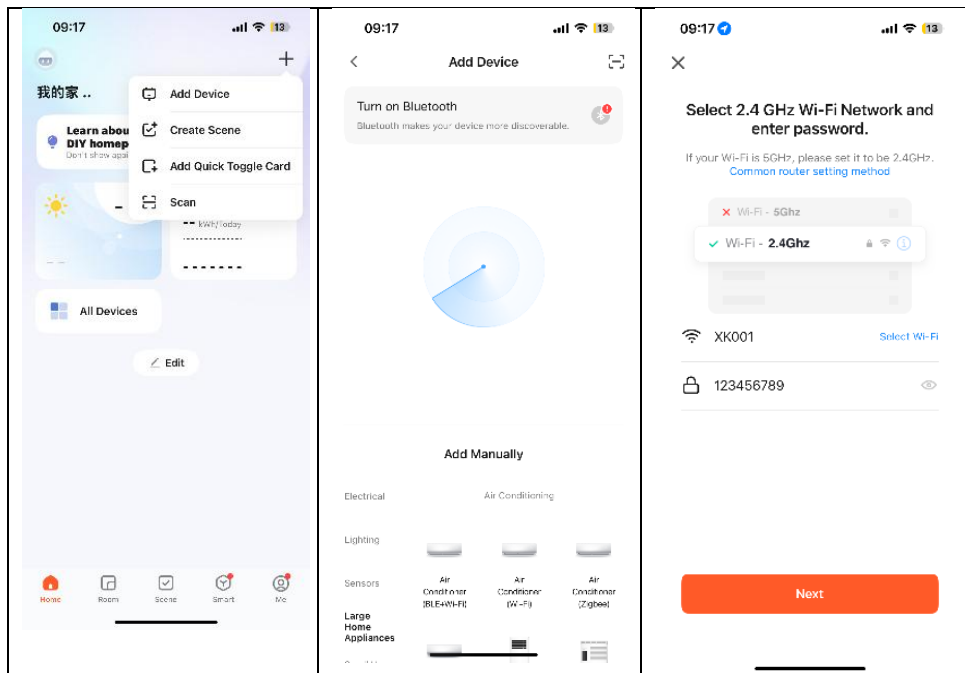 09:17
13
我的家 ..
Add Device
Create Scene
Add Quick Toggle Card
Scan
Learn abou
DIY homep
Don't show agai
kWh/Today
All Devices
Edit
Home
Room
Scene
Smart
Me
09:17
13
Add Device
Turn on Bluetooth
Bluetooth makes your device more discoverable.
Add Manually
Electrical
Air Conditioning
Lighting
Sensors
Air
Conditioner
(BLE+Wi-Fi)
Air
Conditioner
(Wi-Fi)
Air
Conditioner
(Zigbee)
Large
Home
Appliances
09:17
13
Select 2.4 GHz Wi-Fi Network and
enter password.
If your Wi-Fi is 5GHz, please set it to be 2.4GHz.
Common router setting method
Wi-Fi - 5Ghz
Wi-Fi - 2.4Ghz
XK001
Select Wi-Fi
123456789
Next